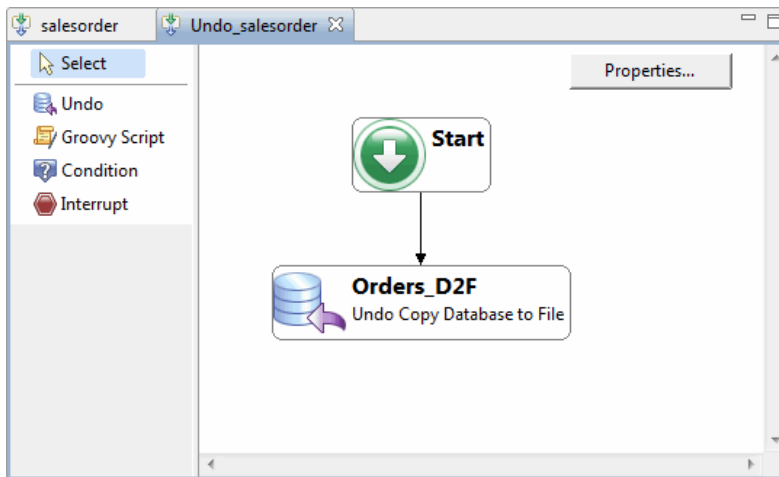 salesorder
Undo_salesorder
Select
Properties...
Undo
Groovy Script
Condition
Interrupt
Start
Orders_D2F
Undo Copy Database to File